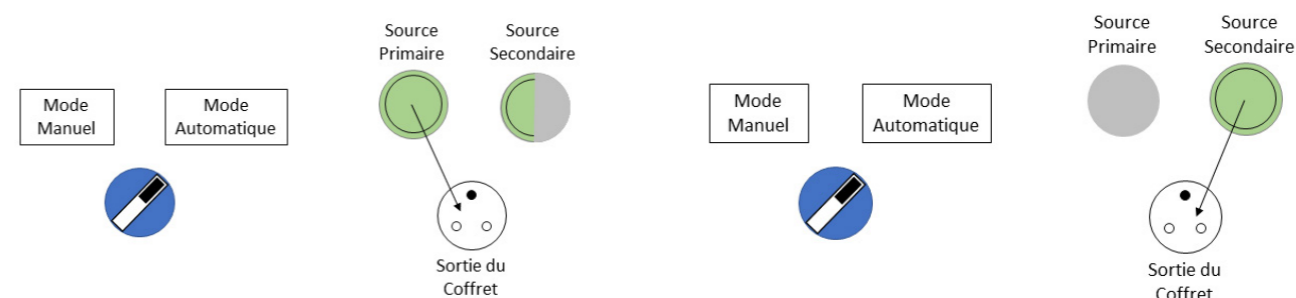 Source
Primaire
Source
Secondaire
Mode
Manuel
Mode
Automatique
Sortie du
Coffret
Source
Primaire
Source
Secondaire
Mode
Manuel
Mode
Automatique
Sortie du
Coffret